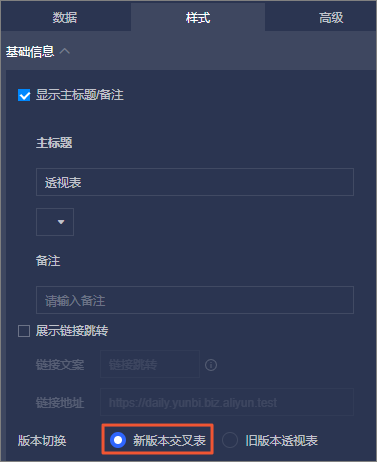 数据 样式 高级
基础信息
显示主标题/备注
主标题
透视表
备注
请输入备注
展示链接跳转
链接文案 链接跳转
链接地址 https://daily.yunbi.biz.aliyun.test
版本切换 新版本交叉表 旧版本透视表